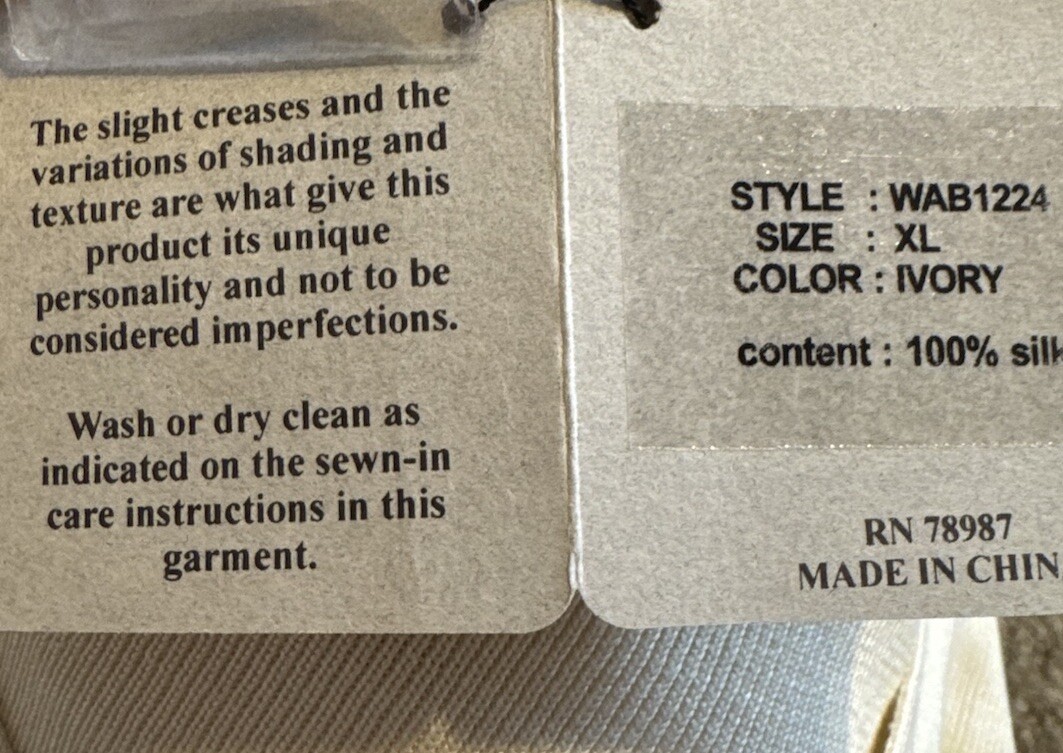 The slight creases and the
variations of shading and
texture are what give this
product its unique
personality and not to be
considered imperfections.
Wash or dry clean as
indicated on the sewn-in
care instructions in this
garment.
STYLE : WAB1224
SIZE : XL
COLOR : IVORY
content : 100% silk
RN 78987
MADE IN CHIN